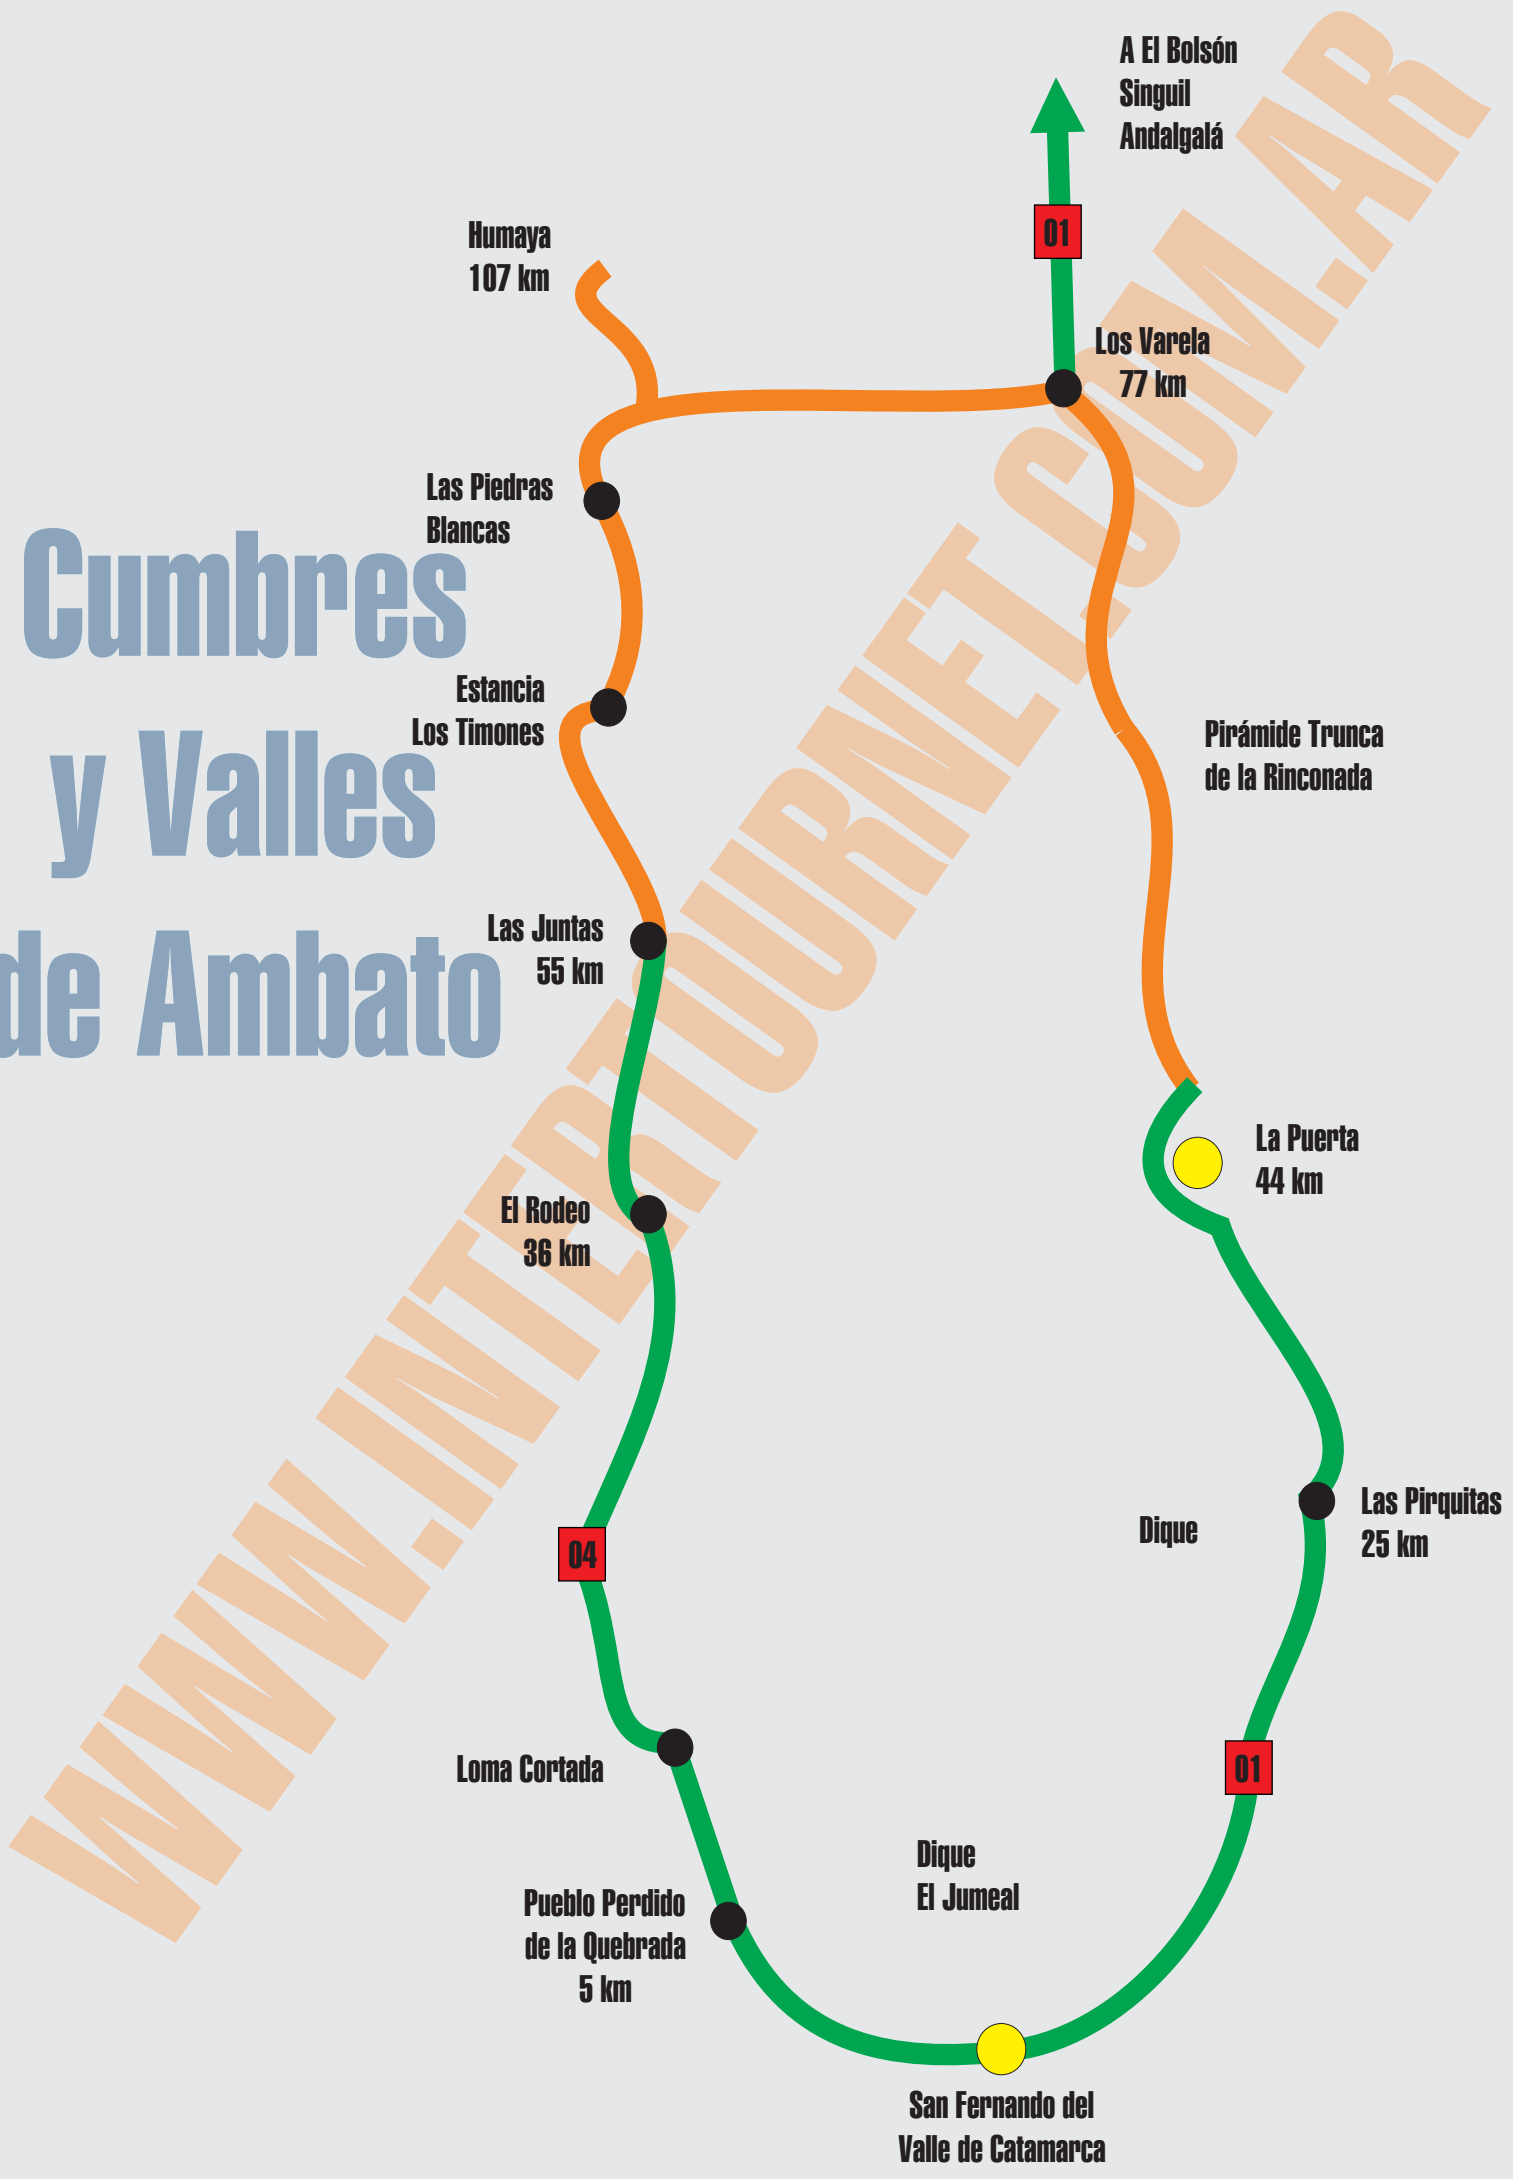 A El Bolsón
Singuil
Andalgalá
01
Humaya
107 km
Los Varela
77 km
Las Piedras
Blancas
Cumbres
y Valles
de Ambato
Estancia
Los Timones
Pirámide Trunca
de la Rinconada
Las Juntas
55 km
La Puerta
44 km
El Rodeo
36 km
Las Pirquitas
25 km
Dique
04
Loma Cortada
01
Dique
El Jumeal
Pueblo Perdido
de la Quebrada
5 km
San Fernando del
Valle de Catamarca
WWW.INTERTOURNET.COM.AR